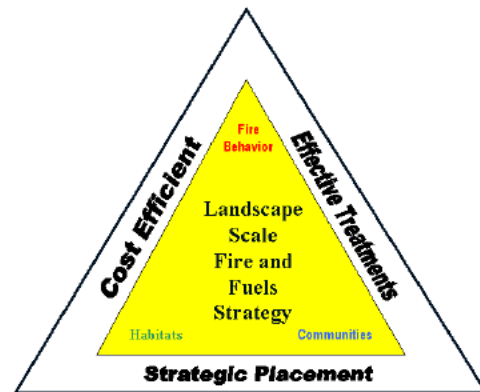 Fire
Behavior
Cost Efficient
Effective Treatments
Landscape
Scale
Fire and
Fuels
Strategy
Habitats
Communities
Strategic Placement